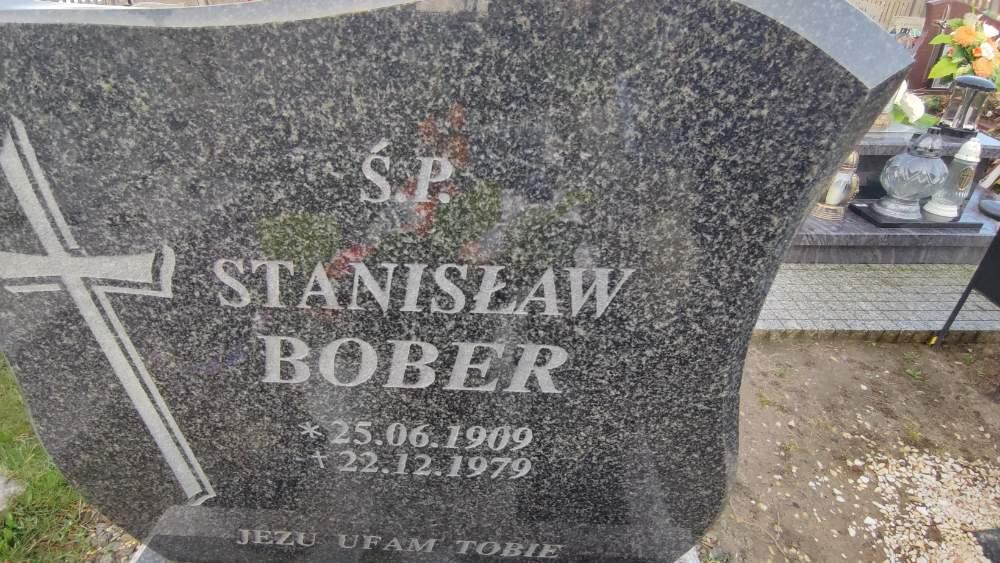 Ś.P.
STANISŁAW
BOBER
* 25.06.1909
† 22.12.1979
JEZU UFAM TOBIE